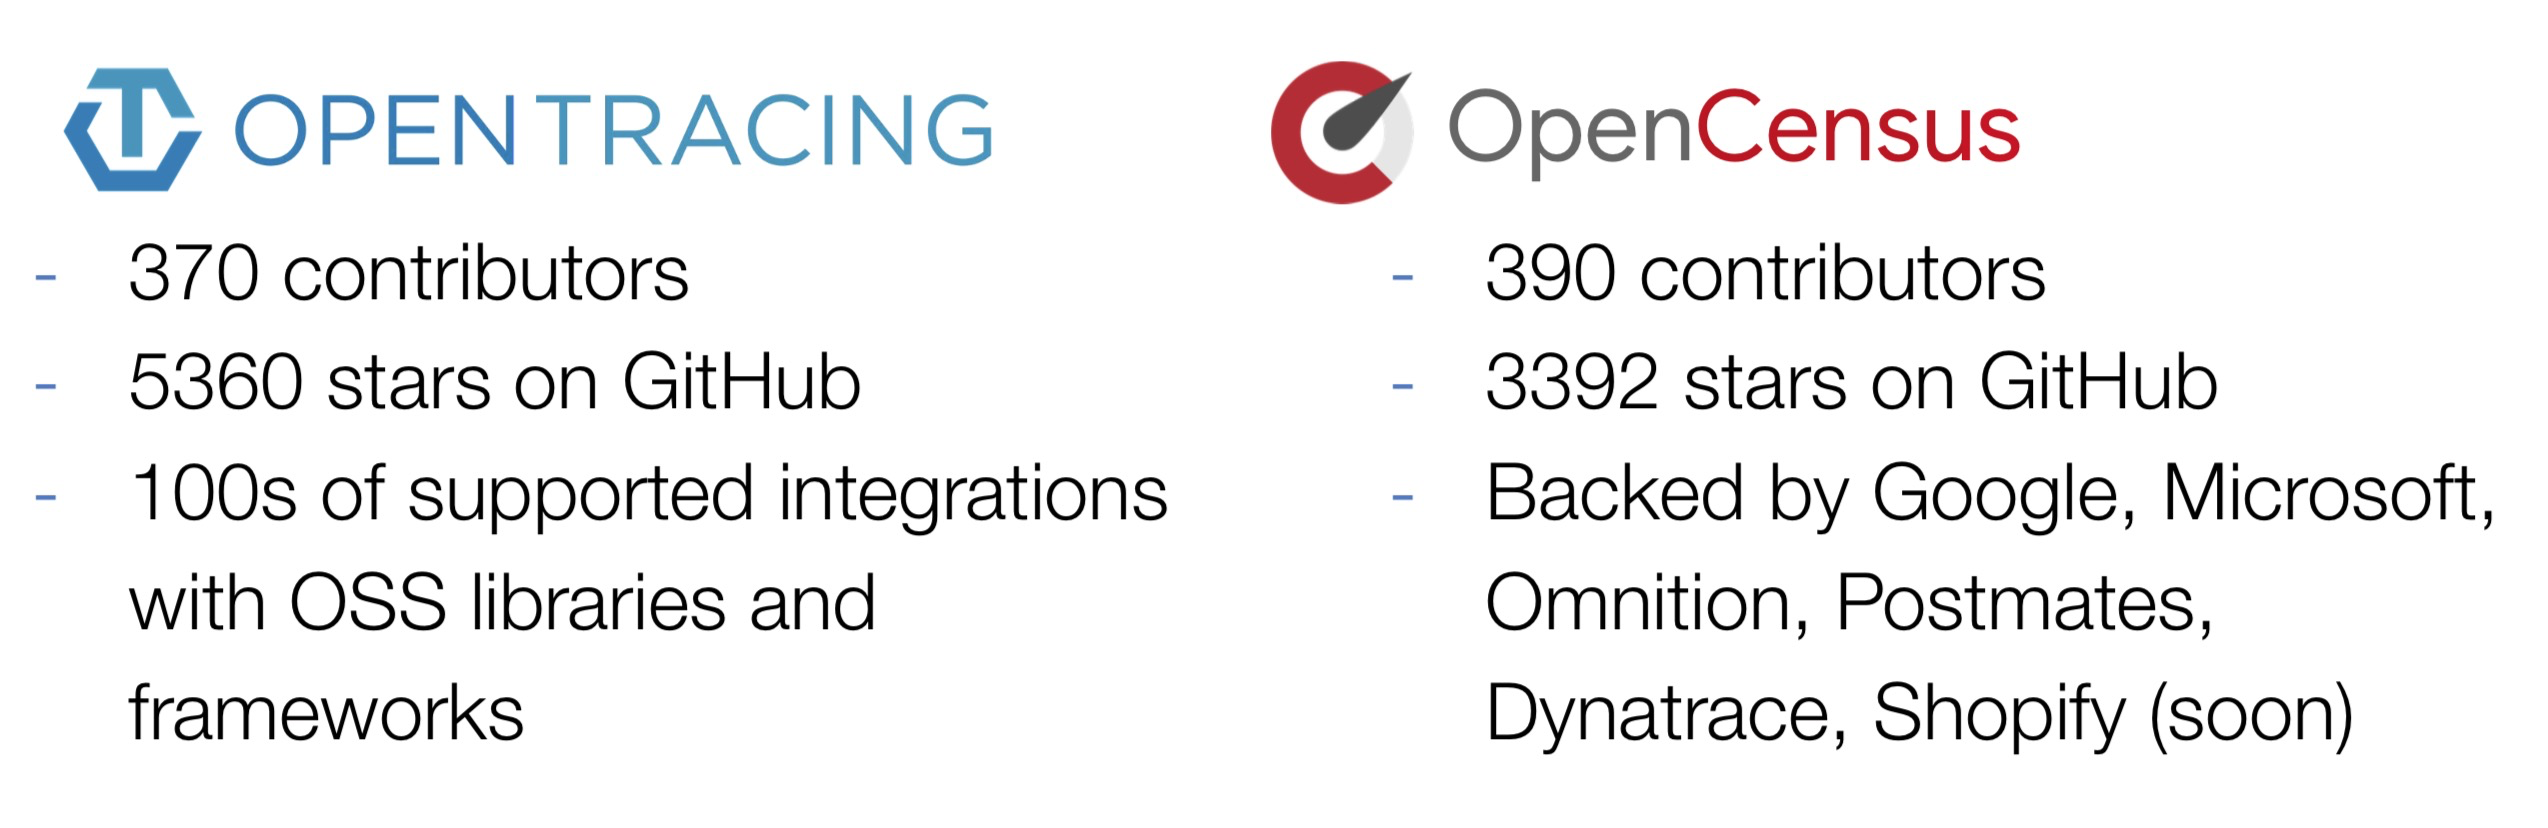 OPENTRACING
- 370 contributors
- 5360 stars on GitHub
- 100s of supported integrations
with OSS libraries and
frameworks
OpenCensus
- 390 contributors
- 3392 stars on GitHub
- Backed by Google, Microsoft,
Omnition, Postmates,
Dynatrace, Shopify (soon)